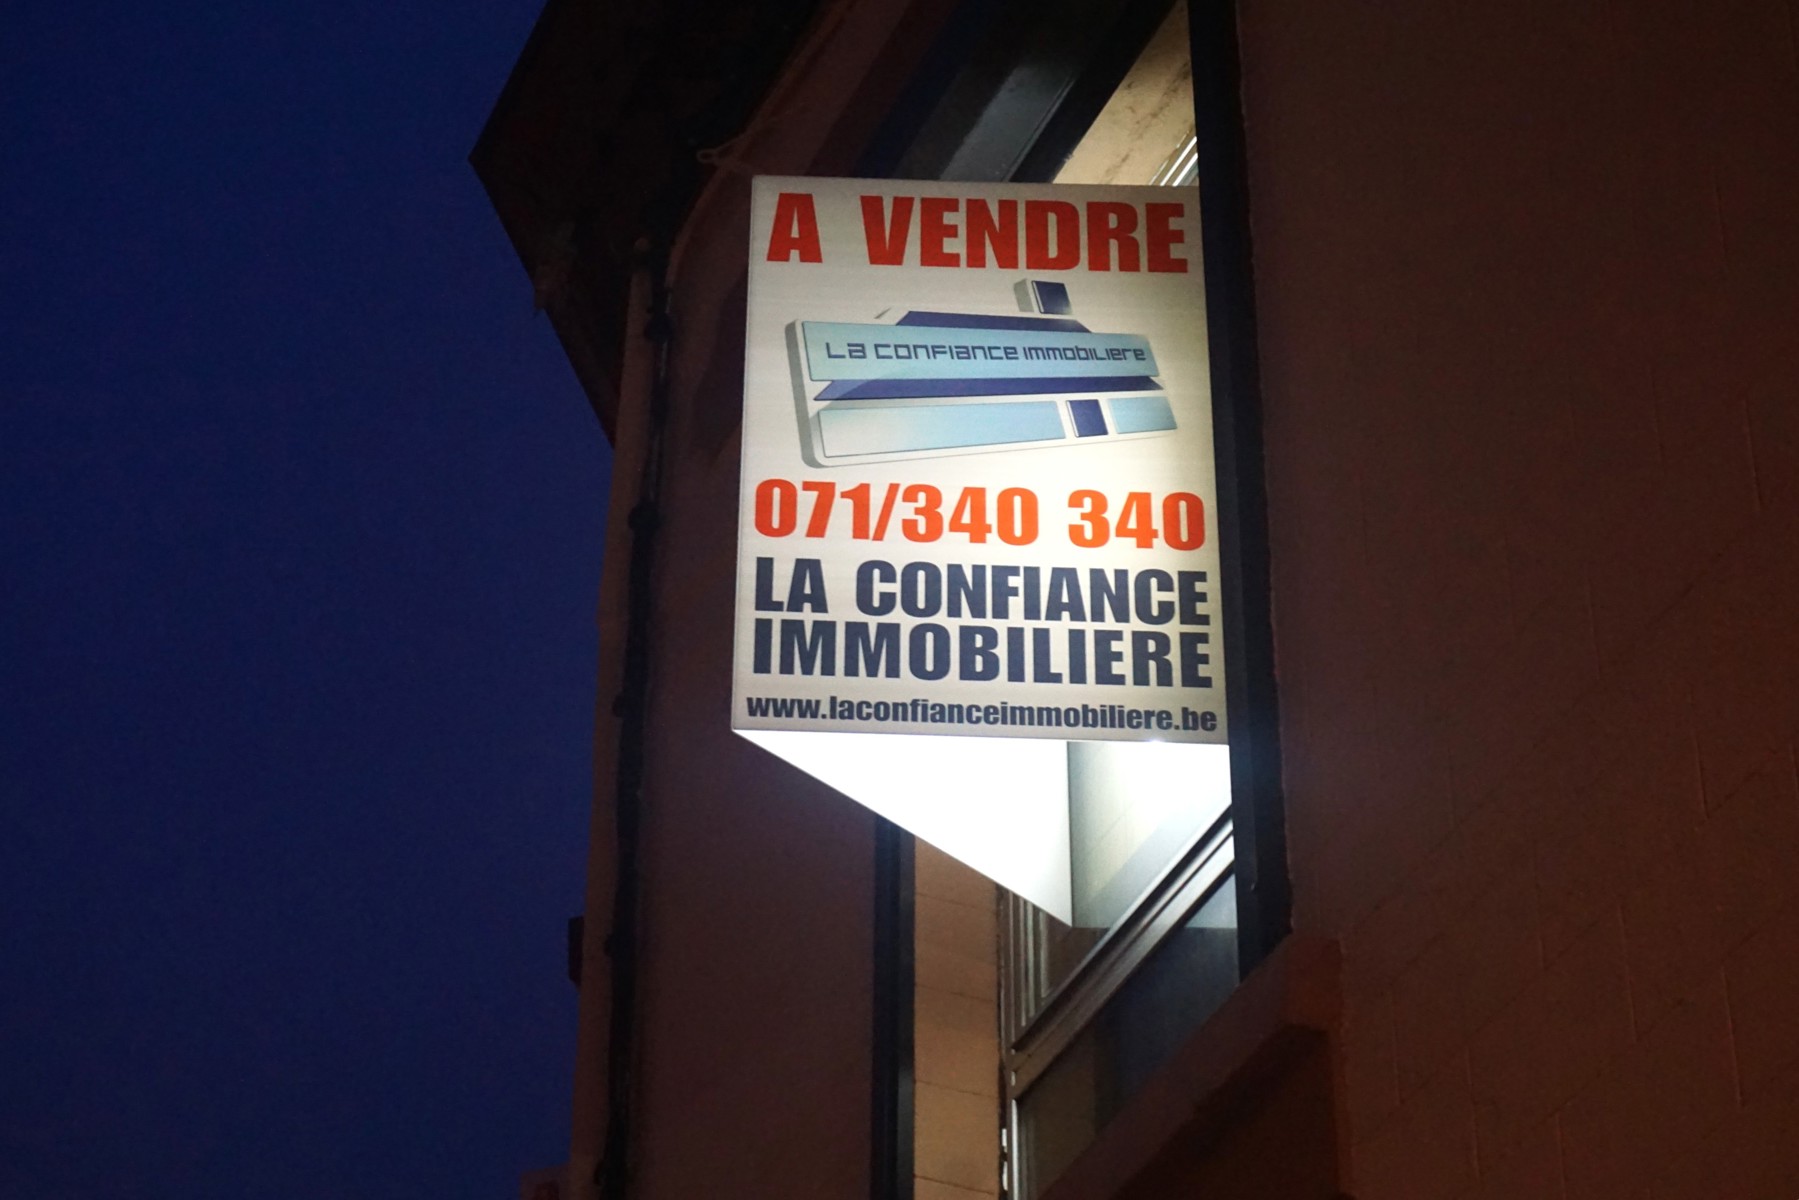 A VENDRE
La confiance immobiliere
071/340 340
LA CONFIANCE
IMMOBILIERE
www.laconfianceimmobiliere.be